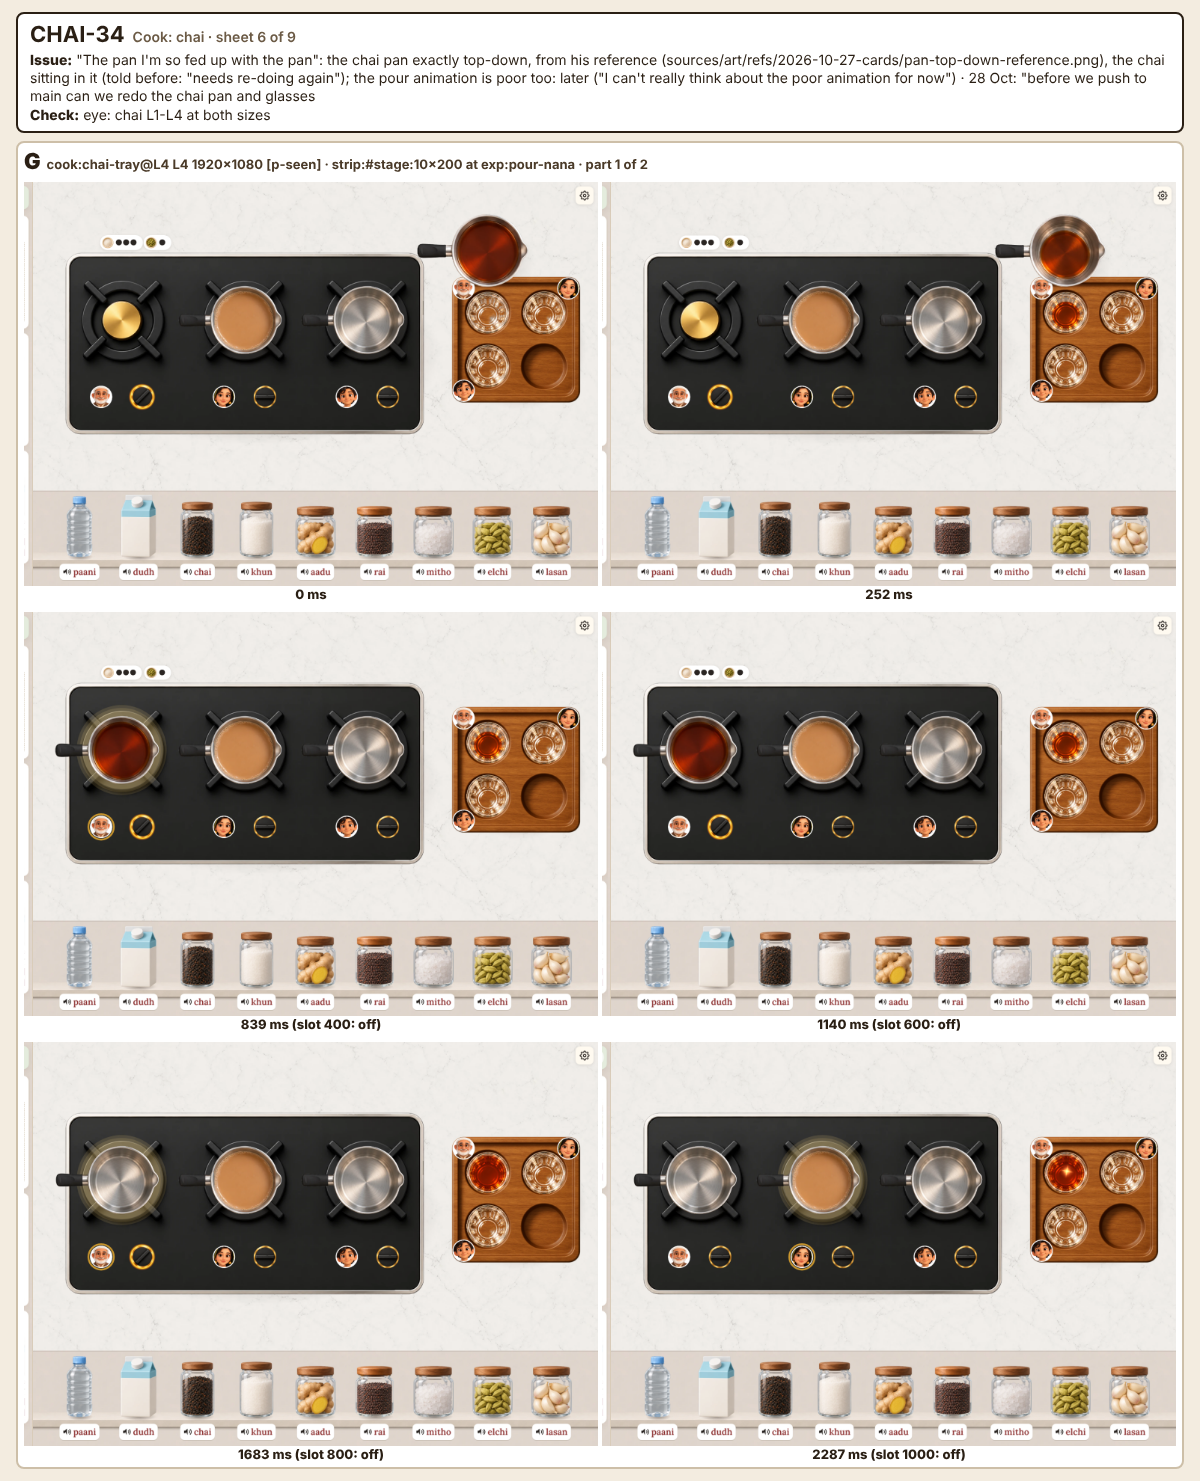 CHAI-34 Cook: chai · sheet 6 of 9
Issue: "The pan I'm so fed up with the pan": the chai pan exactly top-down, from his reference (sources/art/refs/2026-10-27-cards/pan-top-down-reference.png), the chai
sitting in it (told before: "needs re-doing again"); the pour animation is poor too: later ("I can't really think about the poor animation for now") · 28 Oct: "before we push to
main can we redo the chai pan and glasses
Check: eye: chai L1-L4 at both sizes
G cook:chai-tray@L4 L4 1920×1080 [p-seen] · strip:#stage:10×200 at exp:pour-nana · part 1 of 2
paani dudh chai khun aadu rai mitho elchi lasan
paani dudh chai khun aadu rai mitho elchi lasan
0 ms
252 ms
paani dudh chai khun aadu rai mitho elchi lasan
paani dudh chai khun aadu rai mitho elchi lasan
839 ms (slot 400: off)
1140 ms (slot 600: off)
paani dudh chai khun aadu rai mitho elchi lasan
paani dudh chai khun aadu rai mitho elchi lasan
1683 ms (slot 800: off)
2287 ms (slot 1000: off)